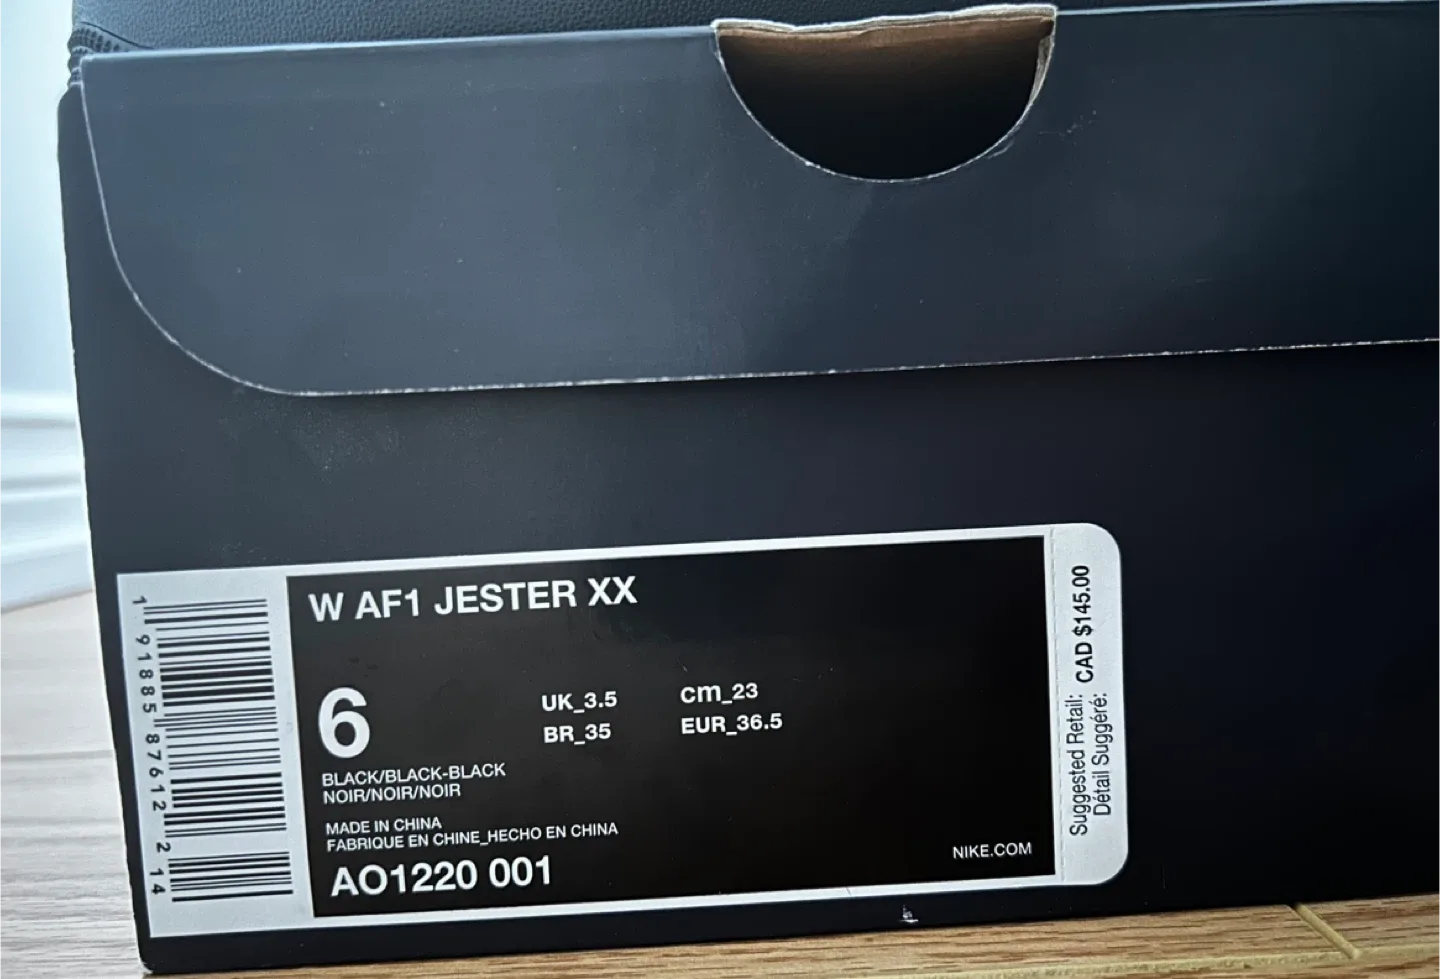 W AF1 JESTER XX
6
UK_3.5 cm_23
BR_35 EUR_36.5
BLACK/BLACK-BLACK
NOIR/NOIR/NOIR
MADE IN CHINA
FABRIQUE EN CHINE_HECHO EN CHINA
AO1220 001
NIKE.COM
1 91885 87612 2 14
Suggested Retail: CAD $145.00
Détail Suggéré: